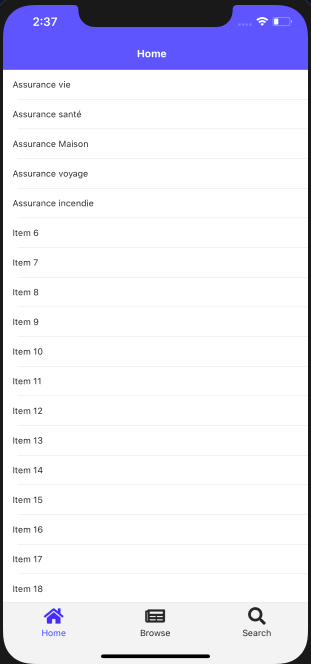 2:37
Home
Assurance vie
Assurance santé
Assurance Maison
Assurance voyage
Assurance incendie
Item 6
Item 7
Item 8
Item 9
Item 10
Item 11
Item 12
Item 13
Item 14
Item 15
Item 16
Item 17
Item 18
Home Browse Search